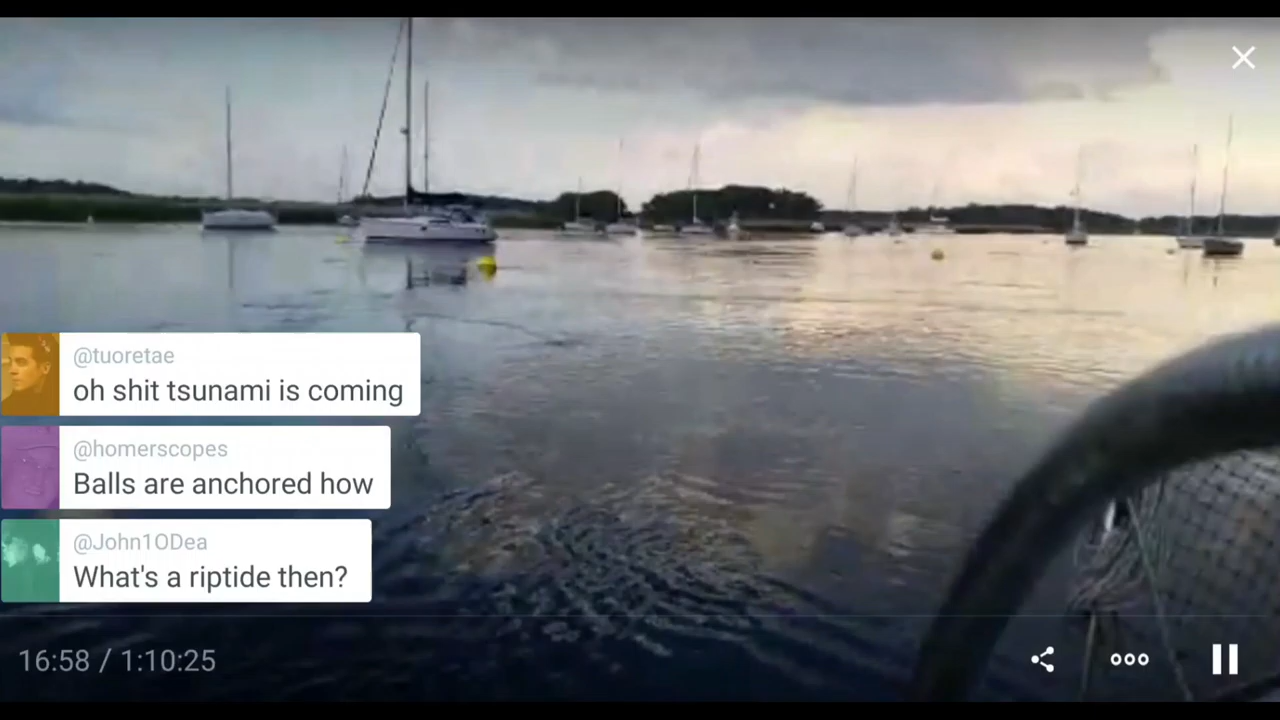 @tuoretae
oh shit tsunami is coming
@homerscopes
Balls are anchored how
@John1ODea
What's a riptide then?
16:58 / 1:10:25